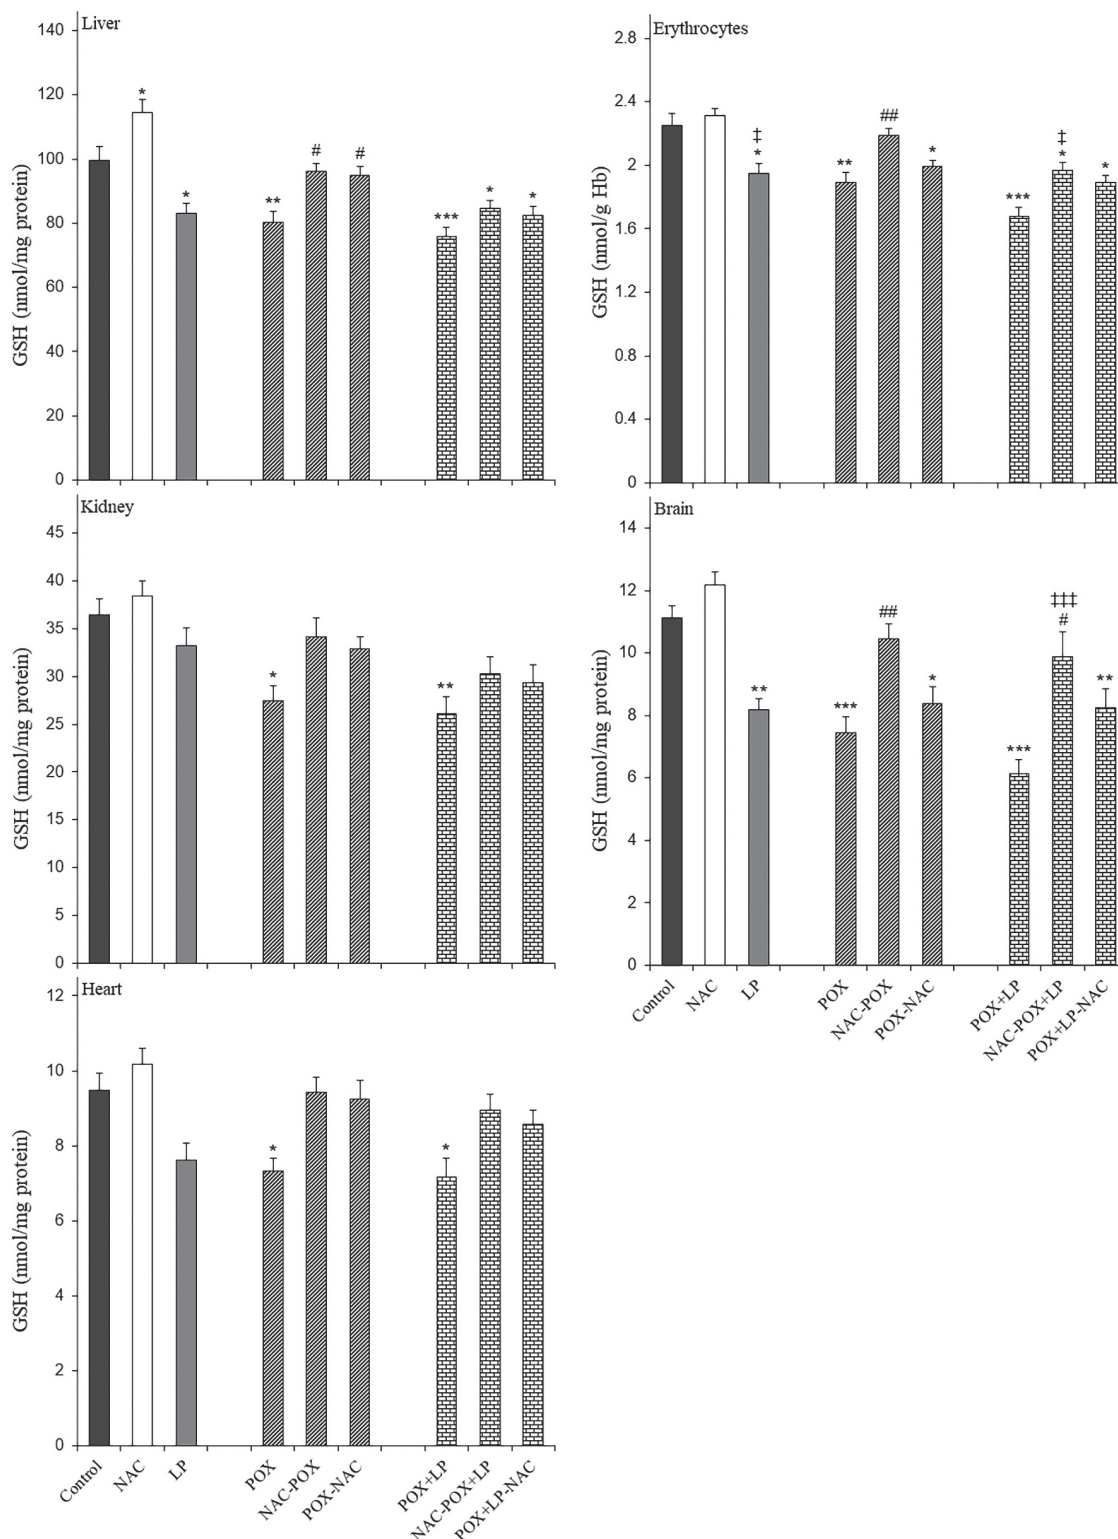 Liver
GSH (nmol/mg protein)
140
120
100
80
60
40
20
0
*
*
**
#
#
***
*
*
Erythrocytes
GSH (nmol/g Hb)
2.8
2.4
2.0
1.6
1.2
0.8
0.4
0
‡
*
**
##
*
***
‡
*
*
Kidney
GSH (nmol/mg protein)
45
40
35
30
25
20
15
10
5
0
*
**
Brain
GSH (nmol/mg protein)
14
12
10
8
6
4
2
0
**
***
##
*
***
‡‡‡
#
**
Control
NAC
LP
POX
NAC-POX
POX-NAC
POX+LP
NAC-POX+LP
POX+LP-NAC
Heart
GSH (nmol/mg protein)
12
10
8
6
4
2
0
*
*
Control
NAC
LP
POX
NAC-POX
POX-NAC
POX+LP
NAC-POX+LP
POX+LP-NAC